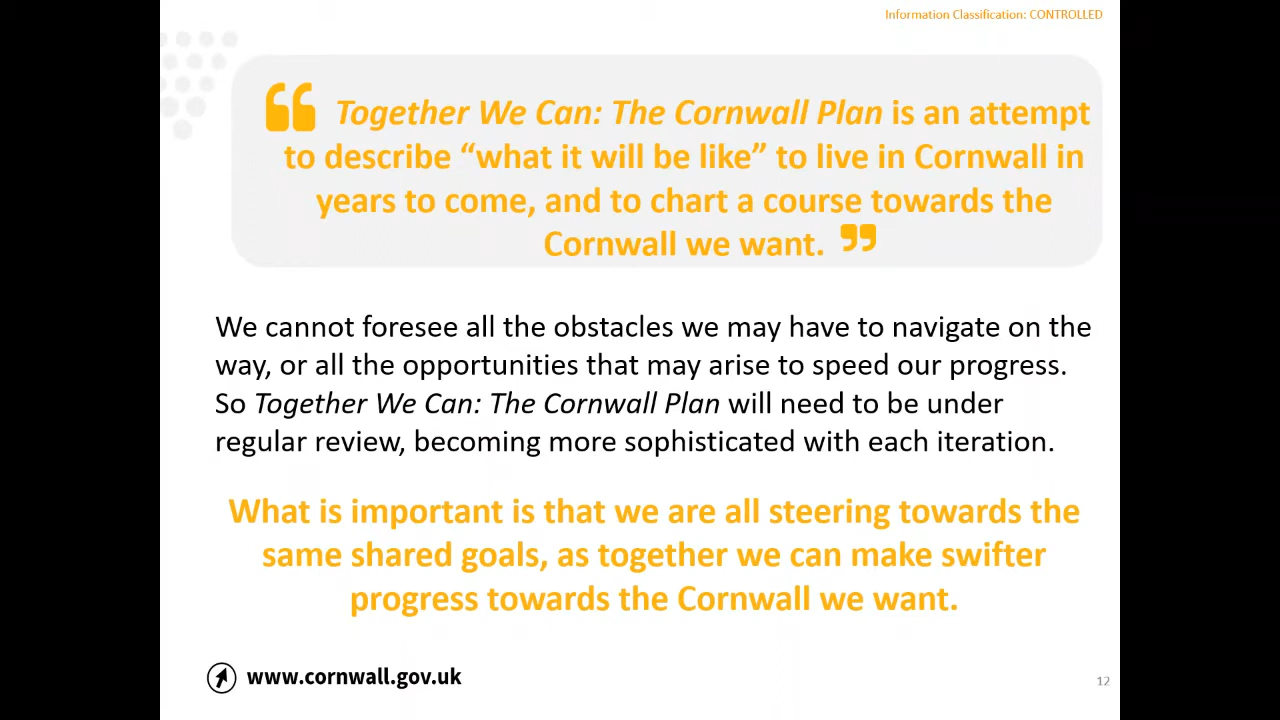 Information Classification: CONTROLLED
“ Together We Can: The Cornwall Plan is an attempt
to describe “what it will be like” to live in Cornwall in
years to come, and to chart a course towards the
Cornwall we want. ”
We cannot foresee all the obstacles we may have to navigate on the
way, or all the opportunities that may arise to speed our progress.
So Together We Can: The Cornwall Plan will need to be under
regular review, becoming more sophisticated with each iteration.
What is important is that we are all steering towards the
same shared goals, as together we can make swifter
progress towards the Cornwall we want.
www.cornwall.gov.uk
12